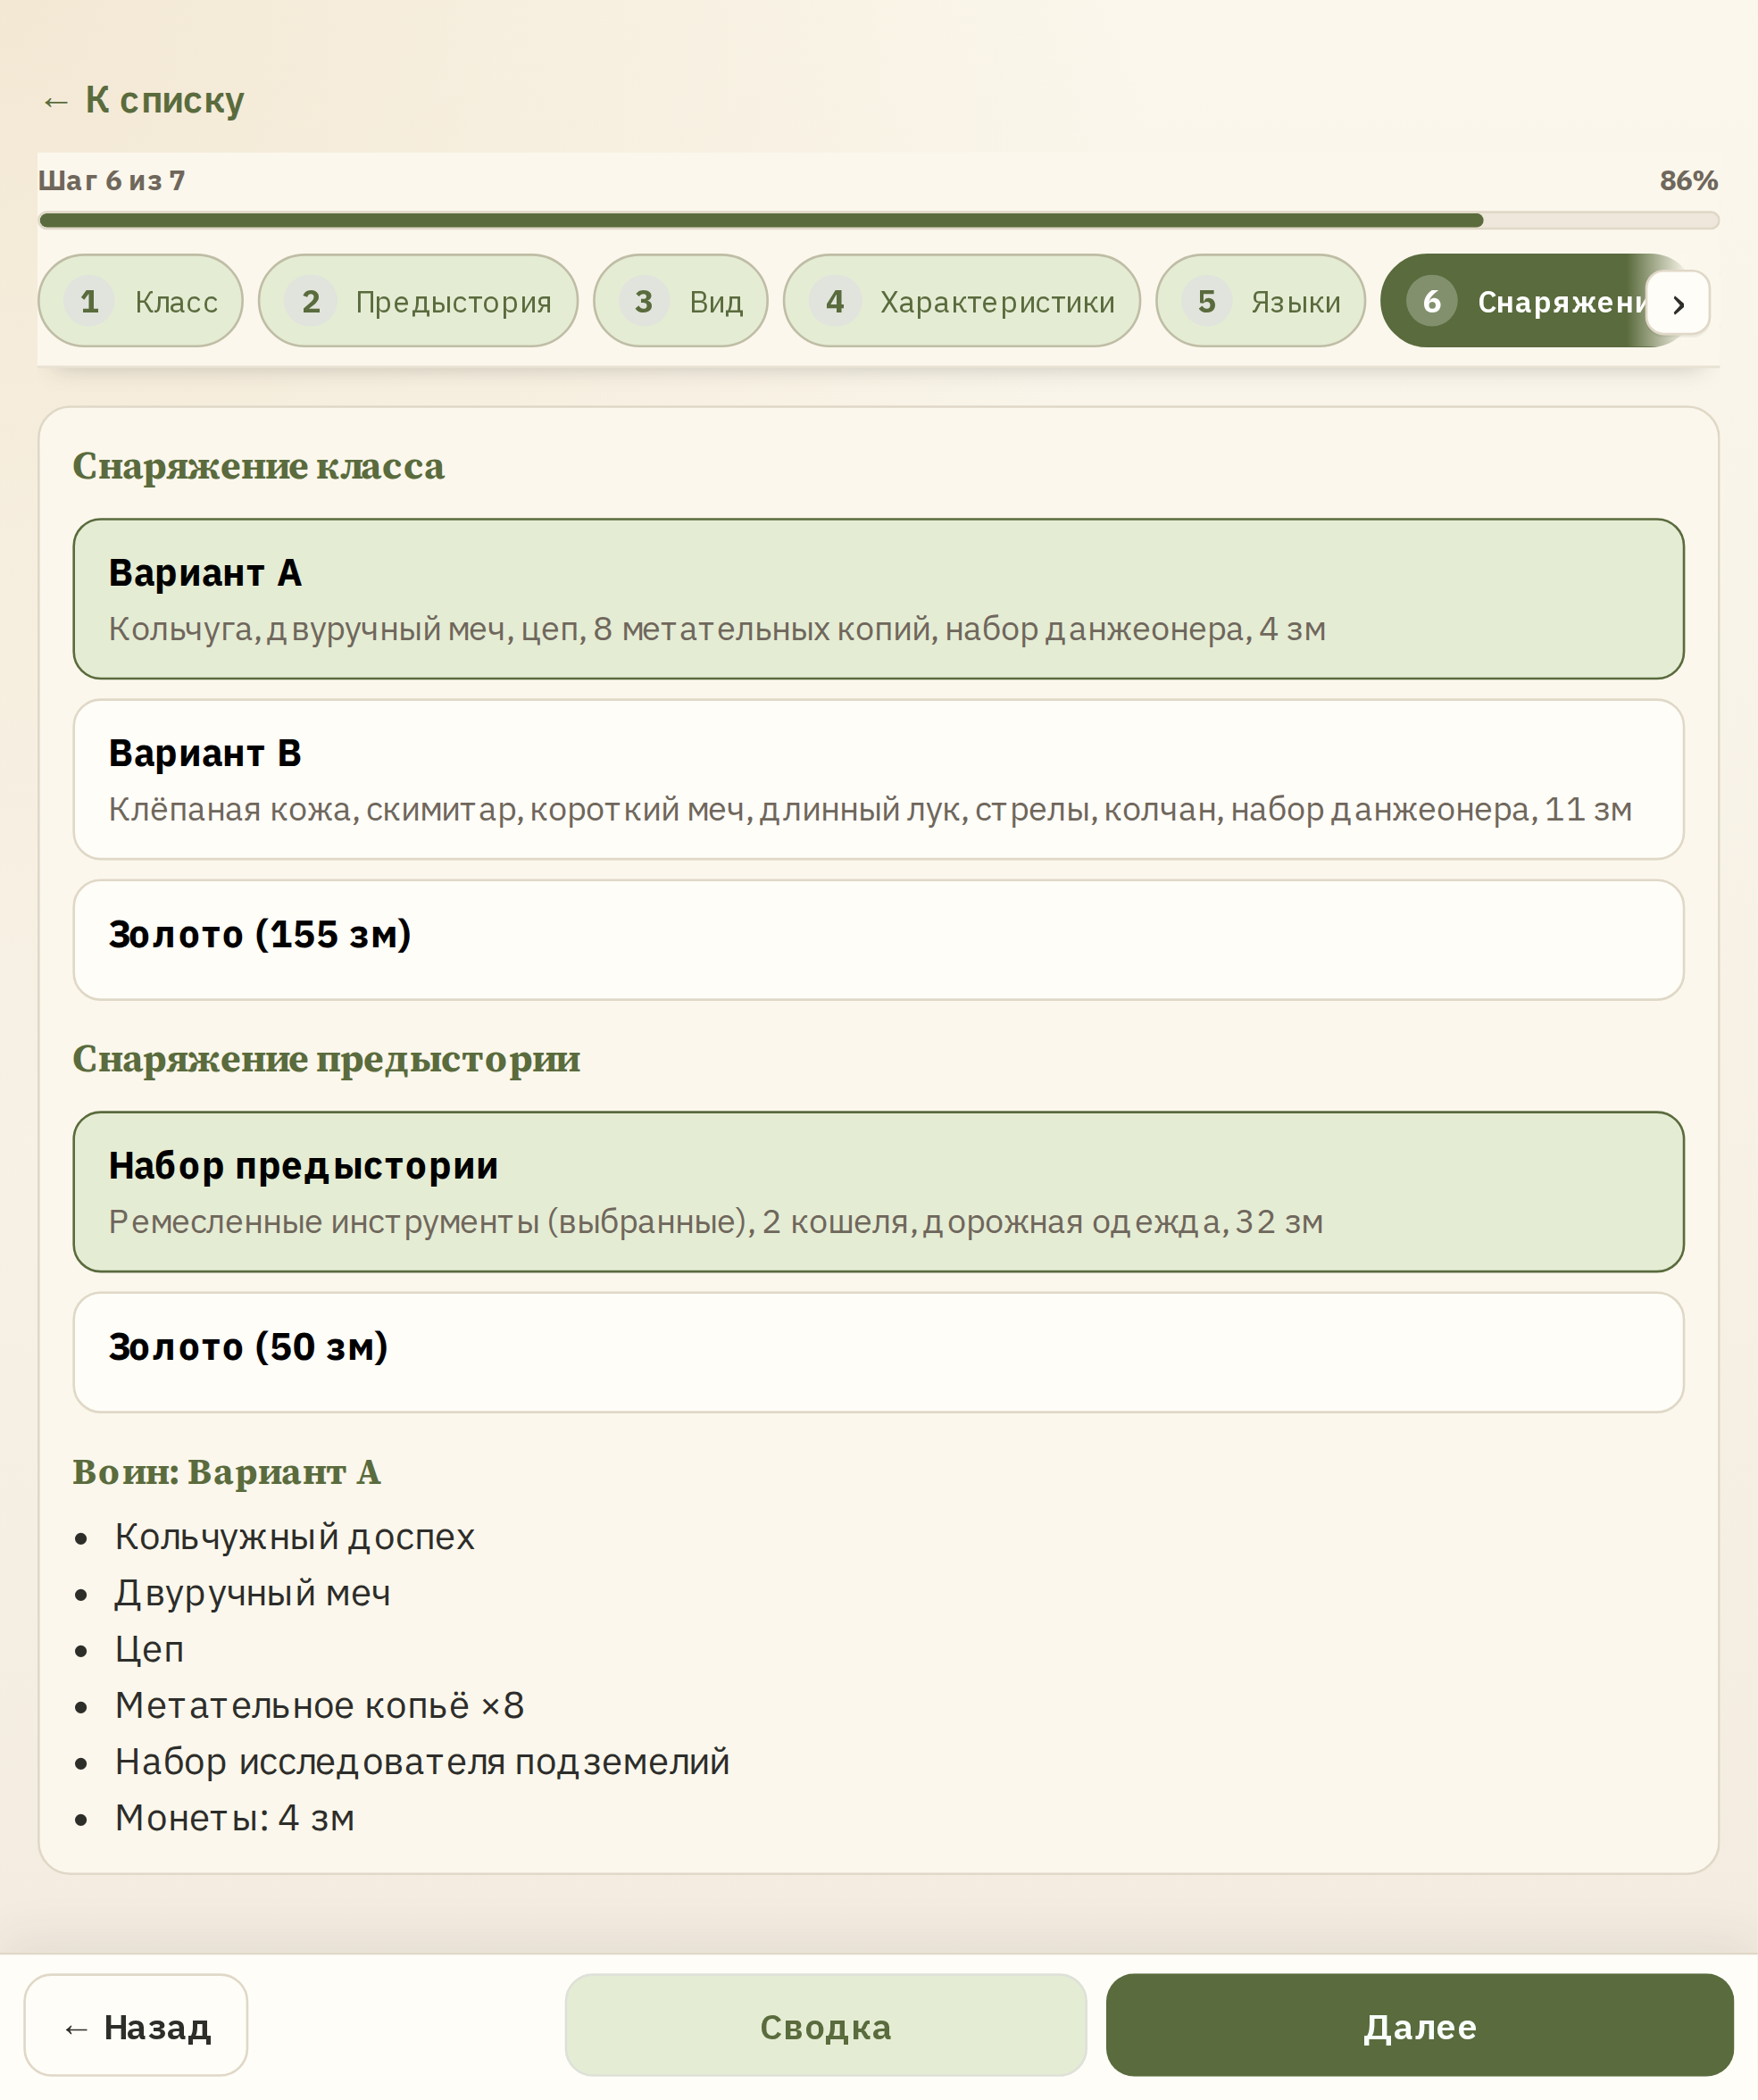 ← К списку
Шаг 6 из 7 86%
1 Класс 2 Предыстория 3 Вид 4 Характеристики 5 Языки 6 Снаряжени ›
Снаряжение класса
Вариант A
Кольчуга, двуручный меч, цеп, 8 метательных копий, набор данжеонера, 4 зм
Вариант B
Клёпаная кожа, скимитар, короткий меч, длинный лук, стрелы, колчан, набор данжеонера, 11 зм
Золото (155 зм)
Снаряжение предыстории
Набор предыстории
Ремесленные инструменты (выбранные), 2 кошеля, дорожная одежда, 32 зм
Золото (50 зм)
Воин: Вариант A
• Кольчужный доспех
• Двуручный меч
• Цеп
• Метательное копьё ×8
• Набор исследователя подземелий
• Монеты: 4 зм
← Назад Сводка Далее